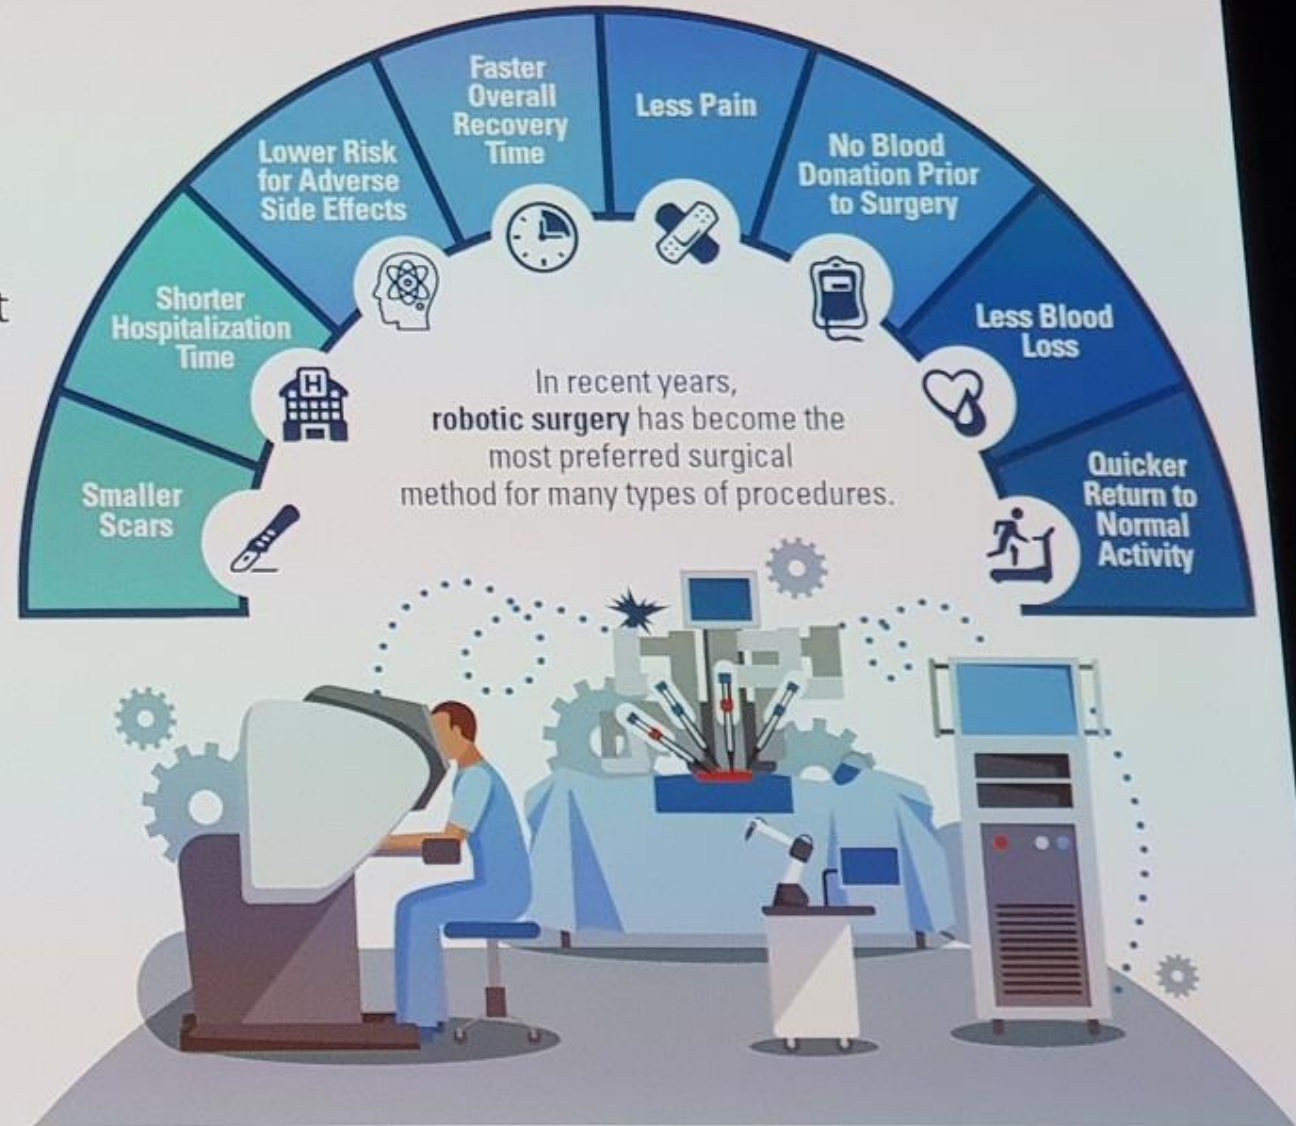 Smaller
Scars
Shorter
Hospitalization
Time
Lower Risk
for Adverse
Side Effects
Faster
Overall
Recovery
Time
Less Pain
No Blood
Donation Prior
to Surgery
Less Blood
Loss
Quicker
Return to
Normal
Activity
H
In recent years,
robotic surgery has become the
most preferred surgical
method for many types of procedures.
t